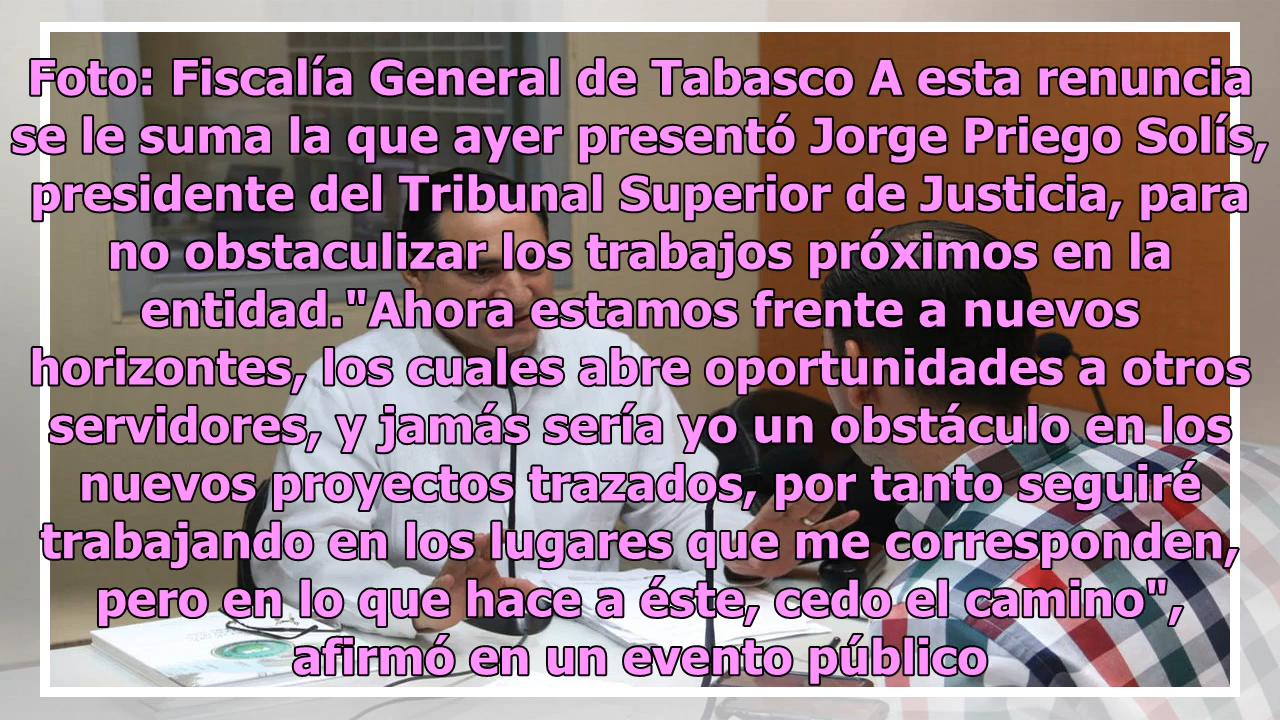 Foto: Fiscalía General de Tabasco A esta renuncia
se le suma la que ayer presentó Jorge Priego Solís,
presidente del Tribunal Superior de Justicia, para
no obstaculizar los trabajos próximos en la
entidad."Ahora estamos frente a nuevos
horizontes, los cuales abre oportunidades a otros
servidores, y jamás sería yo un obstáculo en los
nuevos proyectos trazados, por tanto seguiré
trabajando en los lugares que me corresponden,
pero en lo que hace a éste, cedo el camino",
afirmó en un evento público